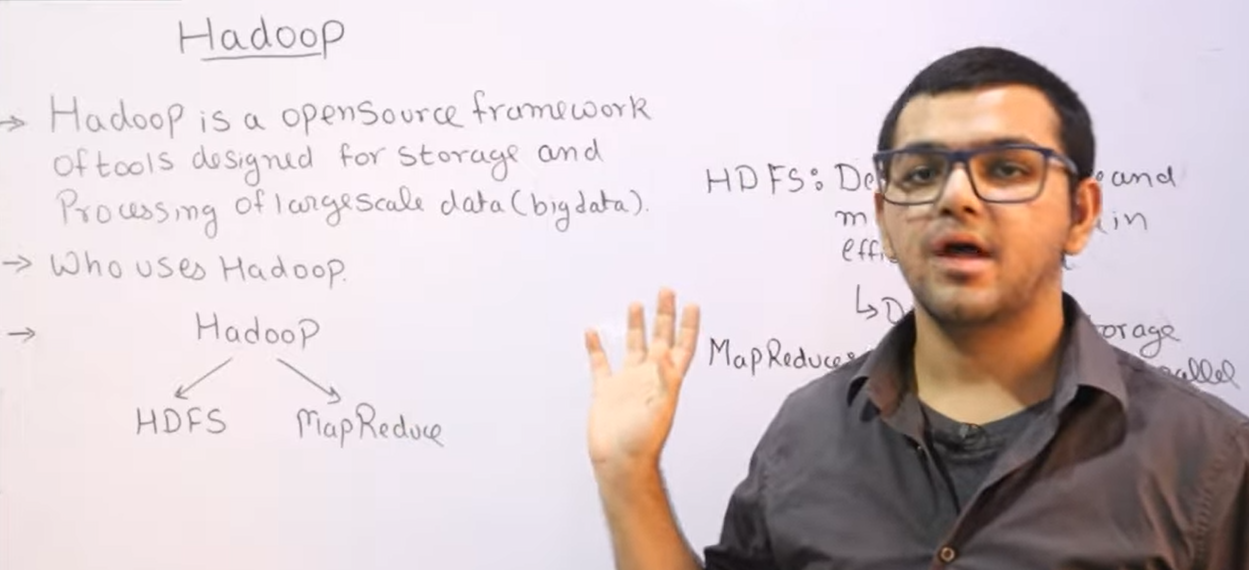 Hadoop
→ Hadoop is a opensource framework
of tools designed for storage and
Processing of largescale data (bigdata).
→ Who uses Hadoop.
→ Hadoop
HDFS MapReduce
HDFS: and
in
↳ orage
MapReduce: